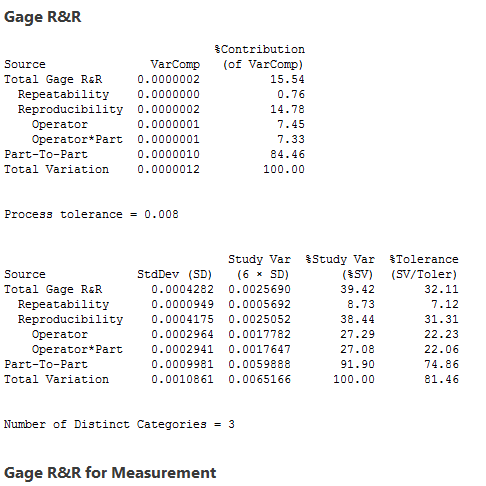 Gage R&R
%Contribution
Source VarComp (of VarComp)
Total Gage R&R 0.0000002 15.54
Repeatability 0.0000000 0.76
Reproducibility 0.0000002 14.78
Operator 0.0000001 7.45
Operator*Part 0.0000001 7.33
Part-To-Part 0.0000010 84.46
Total Variation 0.0000012 100.00
Process tolerance = 0.008
Study Var %Study Var %Tolerance
Source StdDev (SD) (6 × SD) (%SV) (SV/Toler)
Total Gage R&R 0.0004282 0.0025690 39.42 32.11
Repeatability 0.0000949 0.0005692 8.73 7.12
Reproducibility 0.0004175 0.0025052 38.44 31.31
Operator 0.0002964 0.0017782 27.29 22.23
Operator*Part 0.0002941 0.0017647 27.08 22.06
Part-To-Part 0.0009981 0.0059888 91.90 74.86
Total Variation 0.0010861 0.0065166 100.00 81.46
Number of Distinct Categories = 3
Gage R&R for Measurement